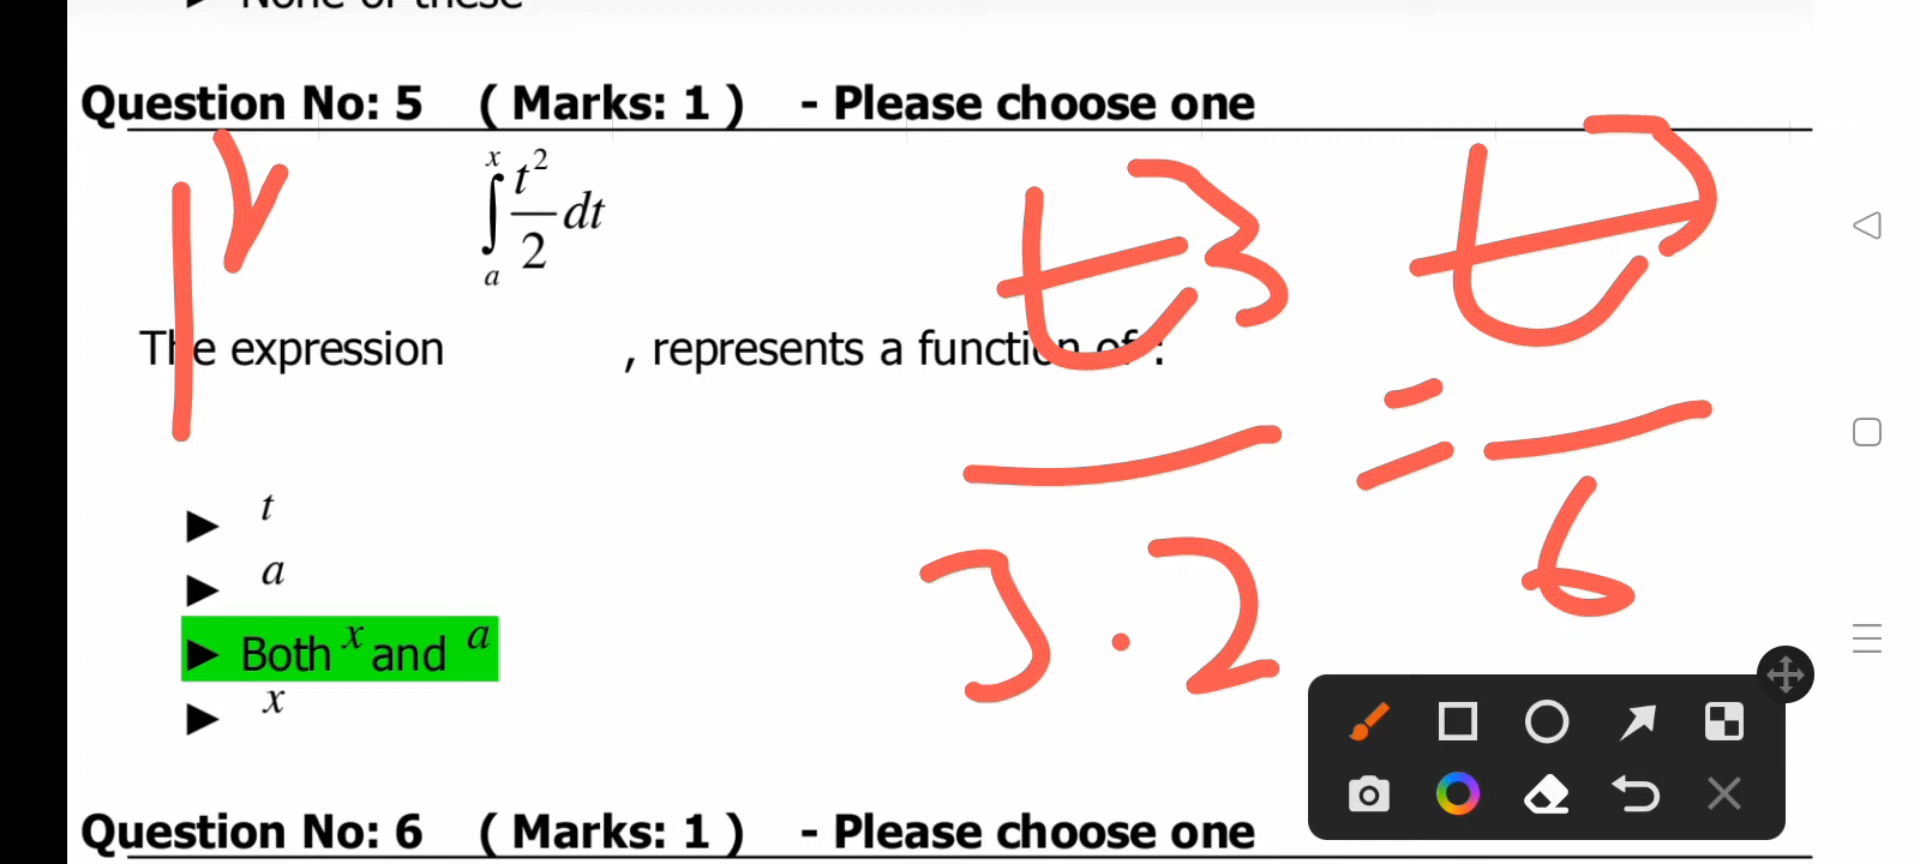 Question No: 5 ( Marks: 1 ) - Please choose one
x
∫ t² / 2 dt
a
The expression , represents a function of :
► t
► a
► Both x and a
► x
t³
3 . 2
=
6
Question No: 6 ( Marks: 1 ) - Please choose one